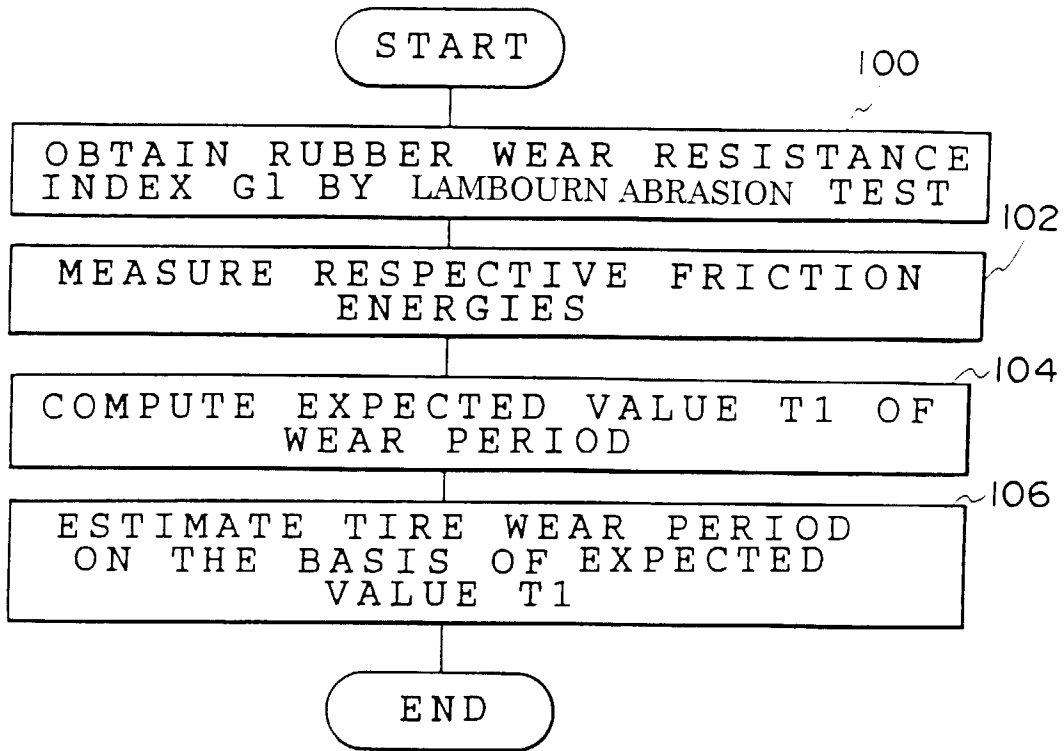 START
100
OBTAIN RUBBER WEAR RESISTANCE
INDEX G1 BY LAMBOURN ABRASION TEST
102
MEASURE RESPECTIVE FRICTION
ENERGIES
104
COMPUTE EXPECTED VALUE T1 OF
WEAR PERIOD
106
ESTIMATE TIRE WEAR PERIOD
ON THE BASIS OF EXPECTED
VALUE T1
END